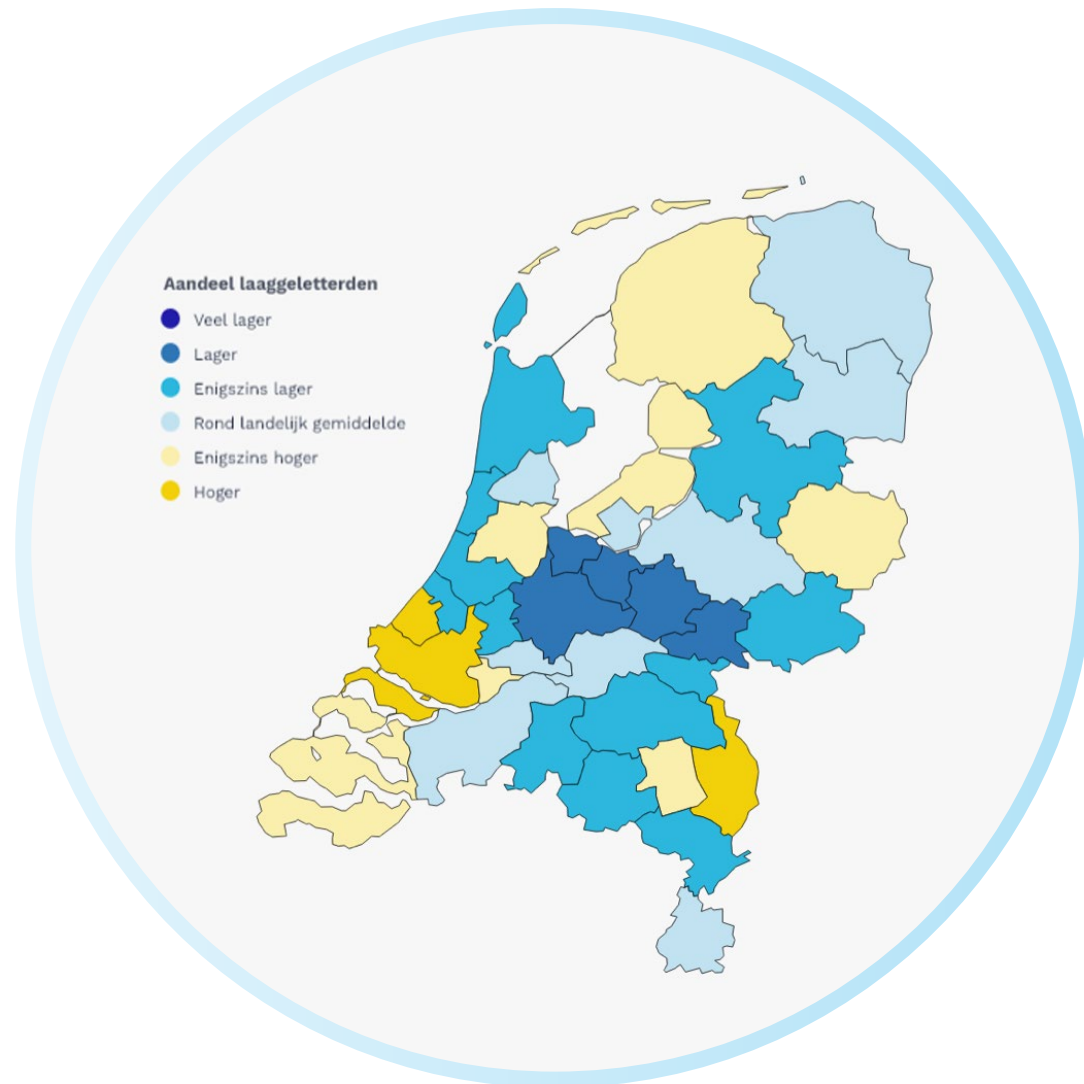 Aandeel laaggeletterden
Veel lager
Lager
Enigszins lager
Rond landelijk gemiddelde
Enigszins hoger
Hoger